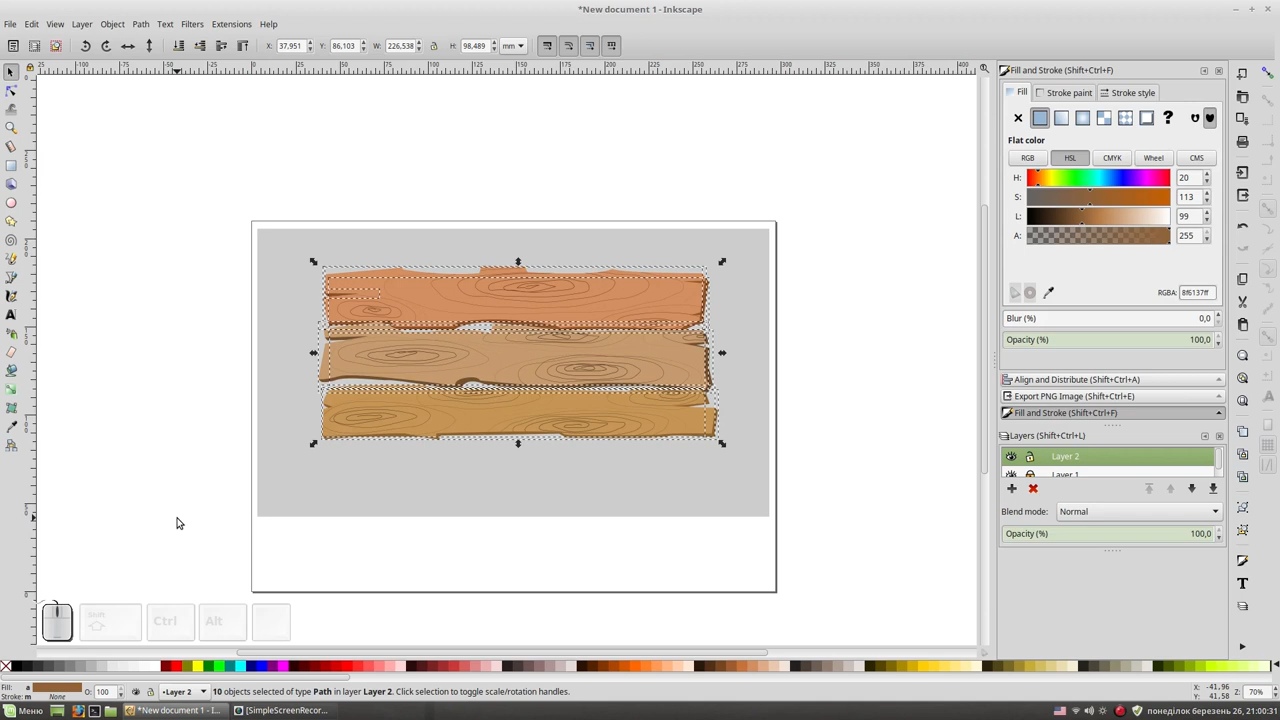 *New document 1 - Inkscape
File Edit View Layer Object Path Text Filters Extensions Help
X: 37,951 Y: 86,103 W: 226,538 H: 98,489 mm
Fill and Stroke (Shift+Ctrl+F)
Fill Stroke paint Stroke style
Flat color
RGB HSL CMYK Wheel CMS
H: 20
S: 113
L: 99
A: 255
RGBA: 8f6137ff
Blur (%) 0,0
Opacity (%) 100,0
Align and Distribute (Shift+Ctrl+A)
Export PNG Image (Shift+Ctrl+E)
Fill and Stroke (Shift+Ctrl+F)
Layers (Shift+Ctrl+L)
Layer 2
Layer 1
Blend mode: Normal
Opacity (%) 100,0
Shift Ctrl Alt
Fill: a O: 100 •Layer 2 10 objects selected of type Path in layer Layer 2. Click selection to toggle scale/rotation handles. X: -41,96 Z: 70%
Stroke: m None Y: 41,58
Меню *New document 1 - I... [SimpleScreenRecor... понеділок березень 26, 21:00:31